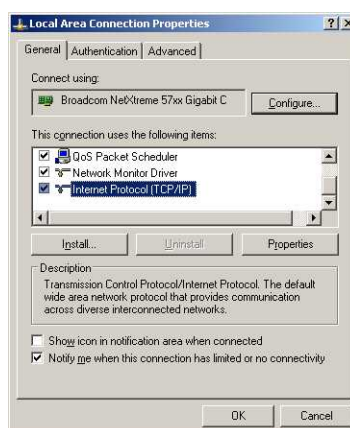 Local Area Connection Properties
General Authentication Advanced
Connect using:
Broadcom NetXtreme 57xx Gigabit C
Configure...
This connection uses the following items:
QoS Packet Scheduler
Network Monitor Driver
Internet Protocol (TCP/IP)
Install... Uninstall Properties
Description
Transmission Control Protocol/Internet Protocol. The default
wide area network protocol that provides communication
across diverse interconnected networks.
Show icon in notification area when connected
Notify me when this connection has limited or no connectivity
OK Cancel